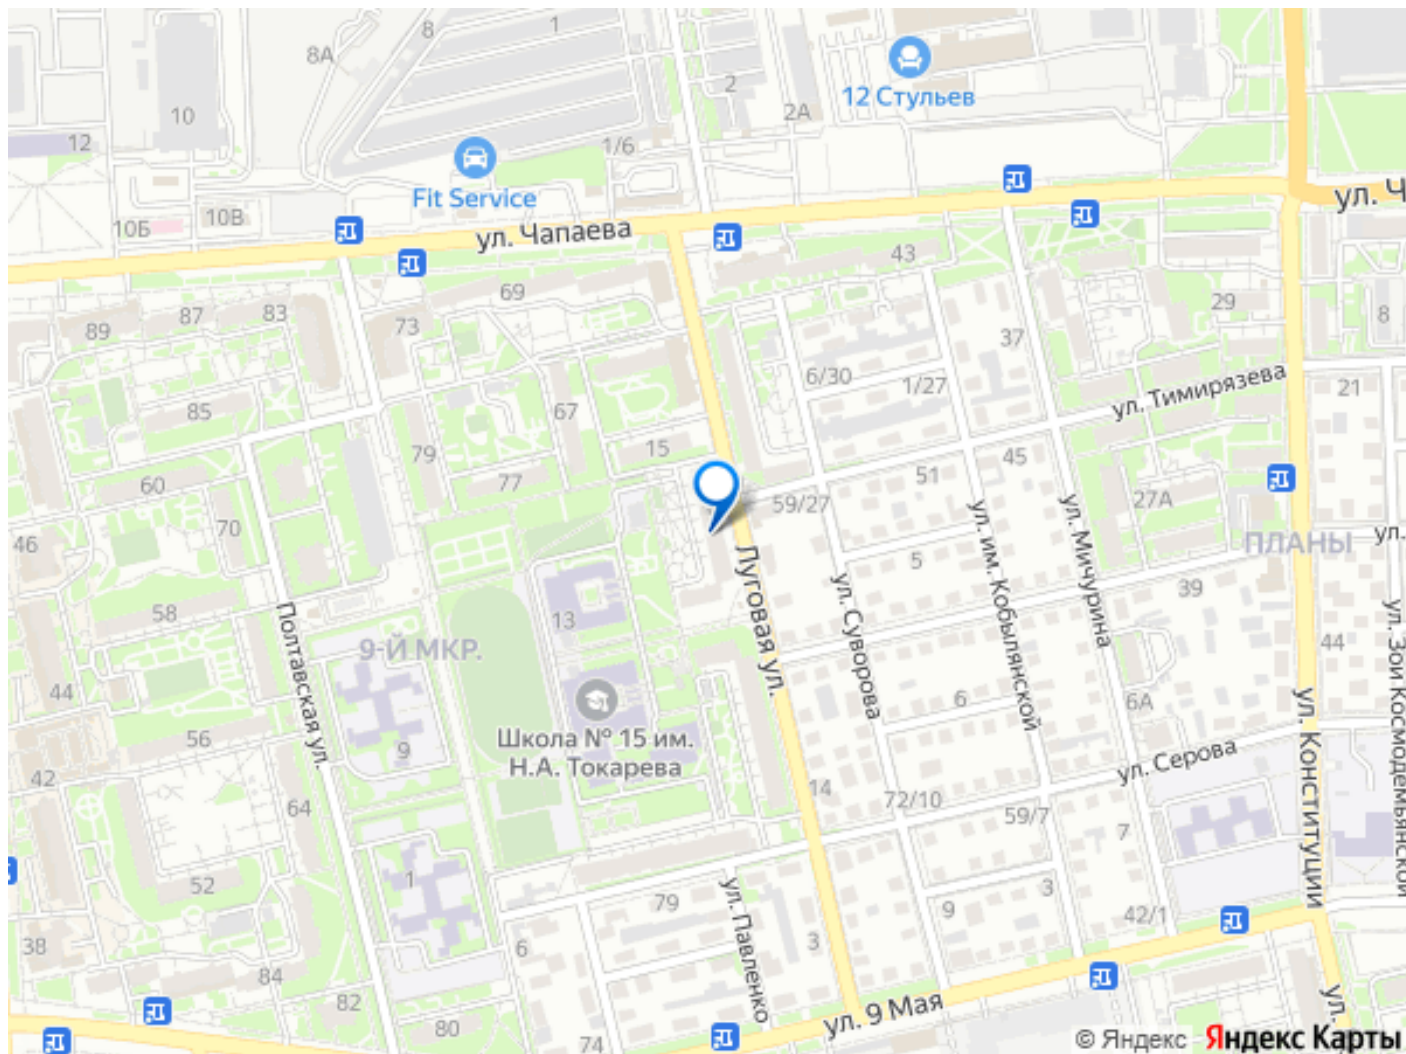 8
1
8А
2
12 Стульев
2А
10
12
1/6
Fit Service
10Б
10В
ул. Чапаева
ул. Ч
43
69
29
83
87
89
73
8
37
6/30
1/27
ул. Тимирязева
21
85
67
79
15
77
51
45
59/27
27А
60
70
46
ПЛАНЫ
ул.
5
39
58
Полтавская ул.
13
9-Й МКР.
Луговая ул.
ул. Суворова
ул. им. Кобылянской
ул. Мичурина
44
ул. Зои Космодемьянской
44
6
6А
56
9
Школа № 15 им.
Н.А. Токарева
ул. Серова
ул. Конституции
42
64
14
72/10
59/7
7
52
1
79
ул. Павленко
3
9
3
42/1
38
6
84
82
80
74
ул. 9 Мая
ул.
© Яндекс Яндекс Карты